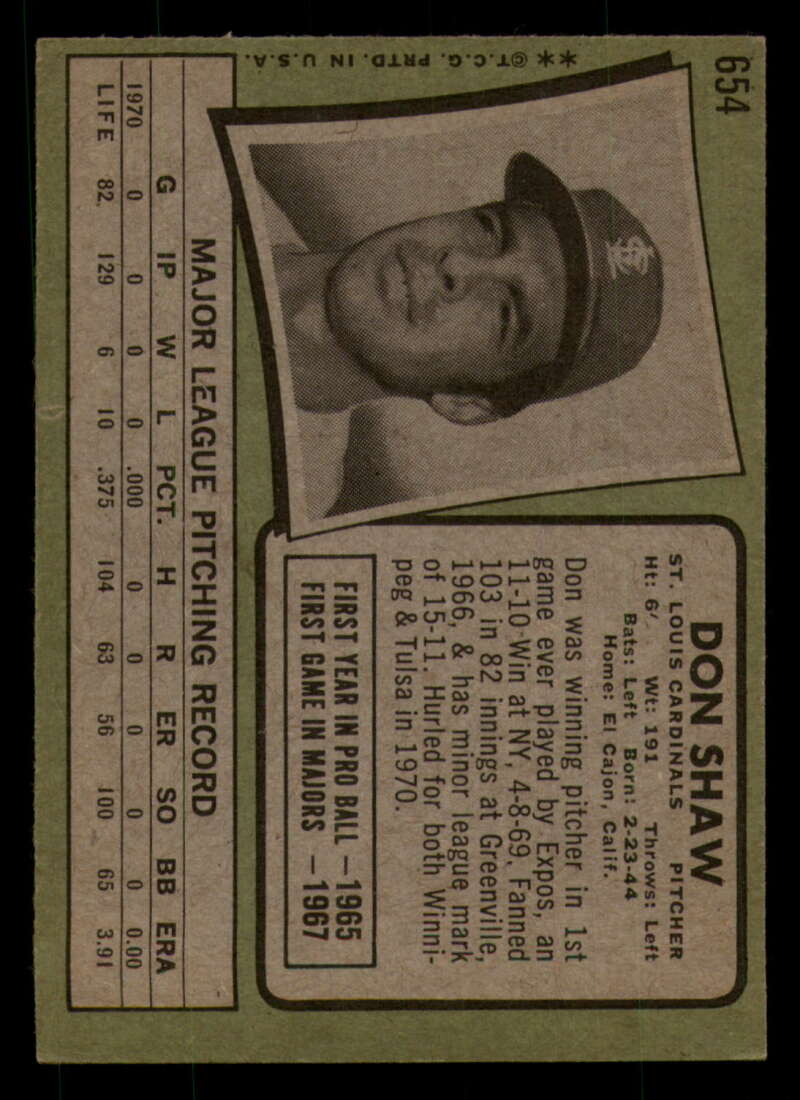 654
**©T.C.G. PRTD. IN U.S.A.
StL
DON SHAW
ST. LOUIS CARDINALS PITCHER
Ht: 6' Wt: 191 Throws: Left
Bats: Left Born: 2-23-44
Home: El Cajon, Calif.
Don was winning pitcher in 1st
game ever played by Expos, an
11-10 Win at NY, 4-8-69. Fanned
103 in 82 innings at Greenville,
1966, & has minor league mark
of 15-11. Hurled for both Winni-
peg & Tulsa in 1970.
FIRST YEAR IN PRO BALL — 1965
FIRST GAME IN MAJORS — 1967
MAJOR LEAGUE PITCHING RECORD
G IP W L PCT. H R ER SO BB ERA
1970 0 0 0 0 .000 0 0 0 0 0 0.00
LIFE 82 129 6 10 .375 104 63 56 100 65 3.91